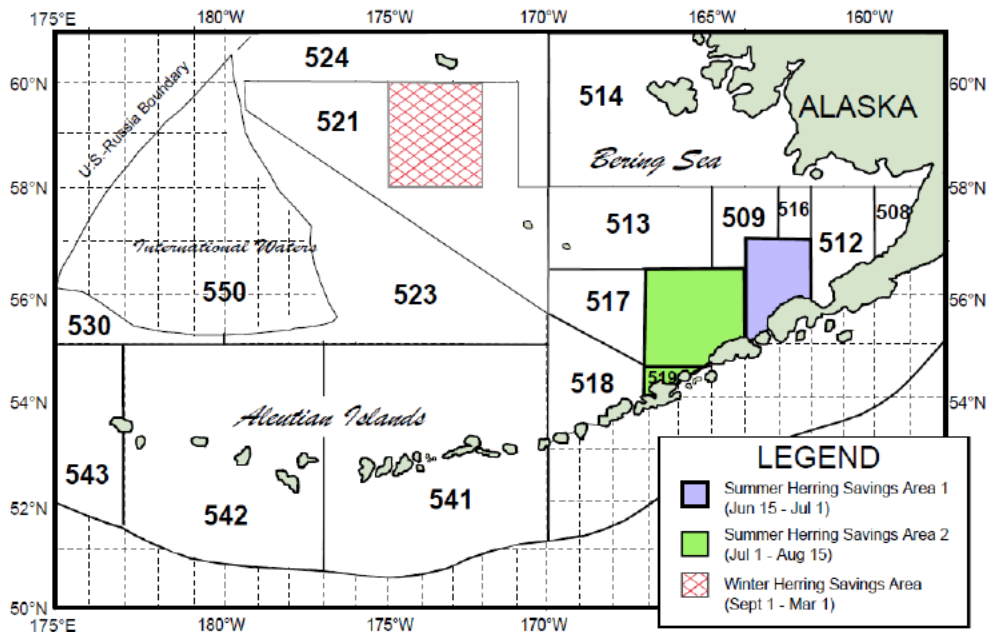 175°E 180°W 175°W 170°W 165°W 160°W
60°N
58°N
56°N
54°N
52°N
50°N
60°N
58°N
56°N
54°N
U.S.-Russia Boundary
524
521
514
ALASKA
Bering Sea
513
509
516
508
512
International Waters
550
523
517
530
518
519
Aleutian Islands
543
542
541
LEGEND
Summer Herring Savings Area 1
(Jun 15 - Jul 1)
Summer Herring Savings Area 2
(Jul 1 - Aug 15)
Winter Herring Savings Area
(Sept 1 - Mar 1)
175°E 180°W 175°W 170°W